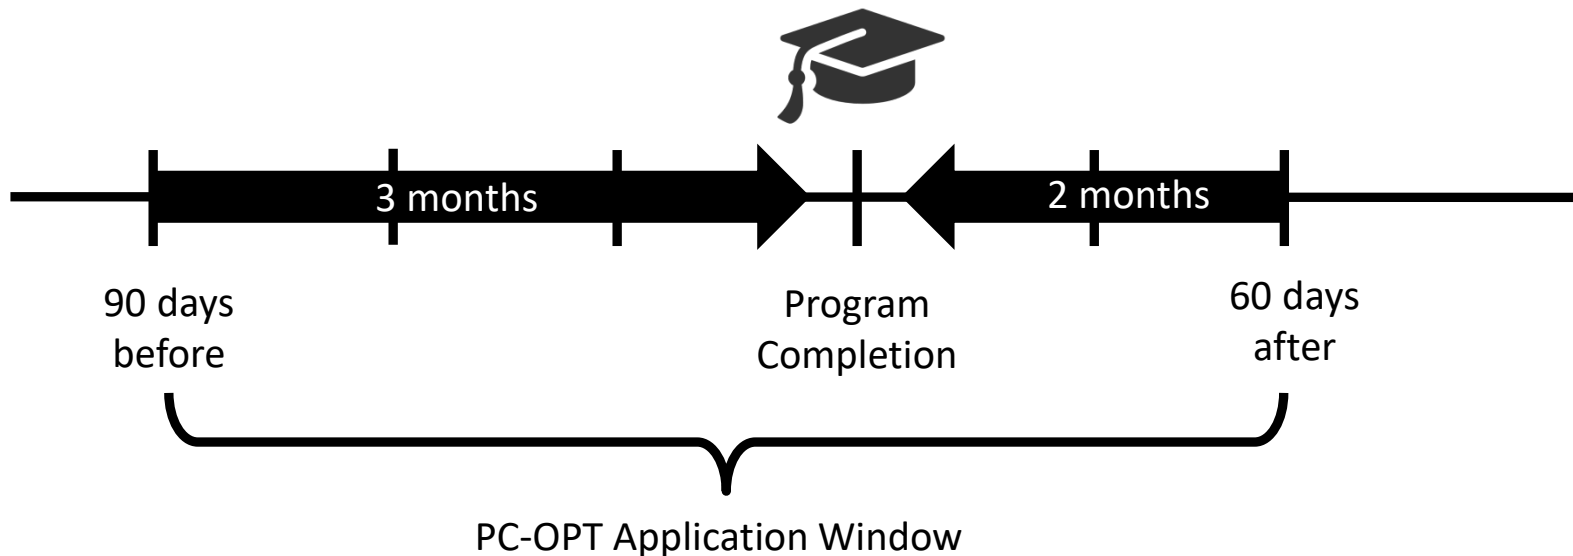 3 months
2 months
90 days
before
Program
Completion
60 days
after
PC-OPT Application Window